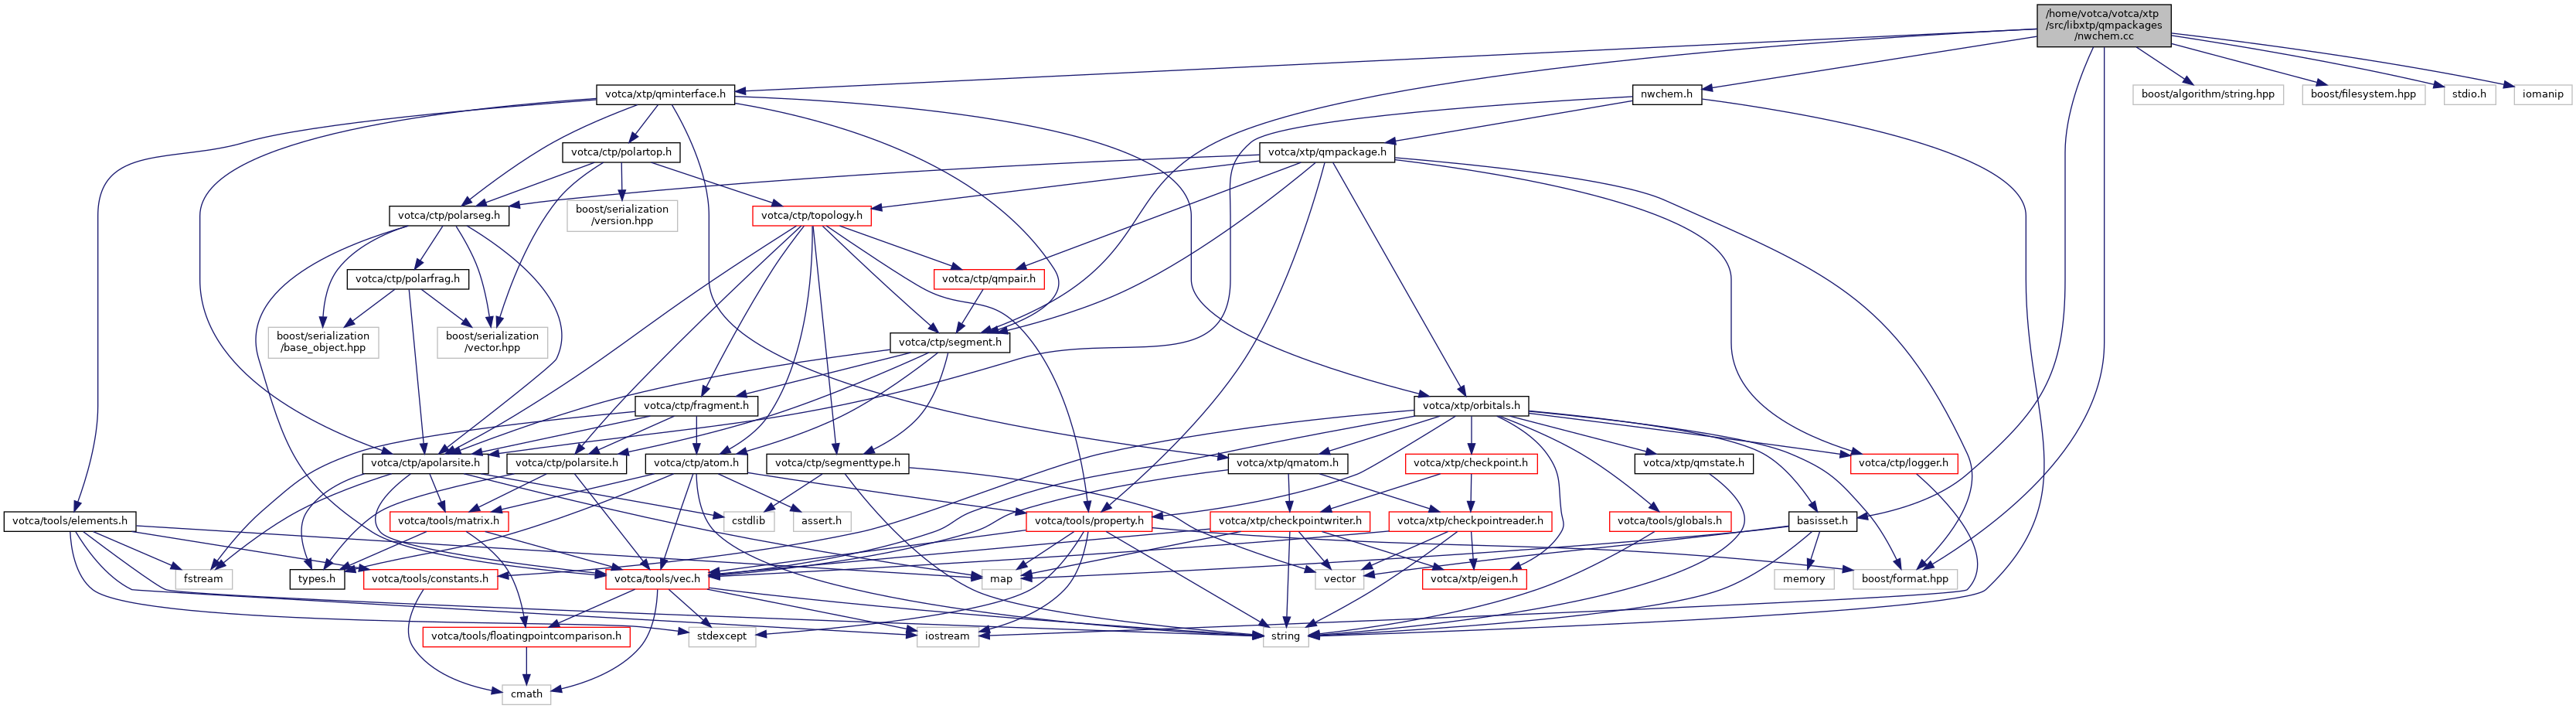 /home/votca/votca/xtp
/src/libxtp/qmpackages
/nwchem.cc
votca/xtp/qminterface.h
nwchem.h
boost/algorithm/string.hpp
boost/filesystem.hpp
stdio.h
iomanip
votca/ctp/polartop.h
votca/xtp/qmpackage.h
votca/ctp/polarseg.h
boost/serialization
/version.hpp
votca/ctp/topology.h
votca/ctp/polarfrag.h
votca/ctp/qmpair.h
boost/serialization
/base_object.hpp
boost/serialization
/vector.hpp
votca/ctp/segment.h
votca/ctp/fragment.h
votca/xtp/orbitals.h
votca/ctp/apolarsite.h
votca/ctp/polarsite.h
votca/ctp/atom.h
votca/ctp/segmenttype.h
votca/xtp/qmatom.h
votca/xtp/checkpoint.h
votca/xtp/qmstate.h
votca/ctp/logger.h
votca/tools/elements.h
votca/tools/matrix.h
cstdlib
assert.h
votca/tools/property.h
votca/xtp/checkpointwriter.h
votca/xtp/checkpointreader.h
votca/tools/globals.h
basisset.h
fstream
types.h
votca/tools/constants.h
votca/tools/vec.h
map
vector
votca/xtp/eigen.h
memory
boost/format.hpp
votca/tools/floatingpointcomparison.h
stdexcept
iostream
string
cmath